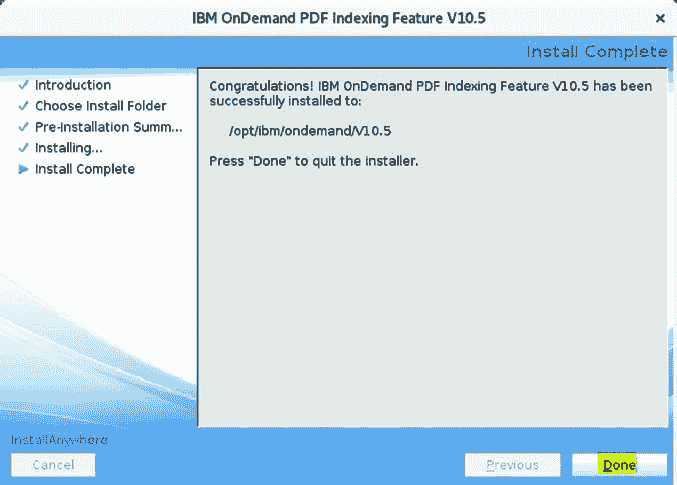 IBM OnDemand PDF Indexing Feature V10.5
Install Complete
Introduction
Choose Install Folder
Pre-Installation Summ...
Installing...
Install Complete
Congratulations! IBM OnDemand PDF Indexing Feature V10.5 has been
successfully installed to:
/opt/ibm/ondemand/V10.5
Press "Done" to quit the installer.
InstallAnywhere
Cancel
Previous
Done